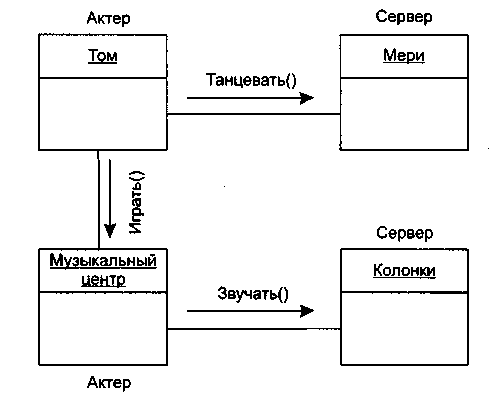 Актер
Сервер
Том
Мери
Танцевать()
Играть()
Сервер
Музыкальный
центр
Колонки
Звучать()
Актер